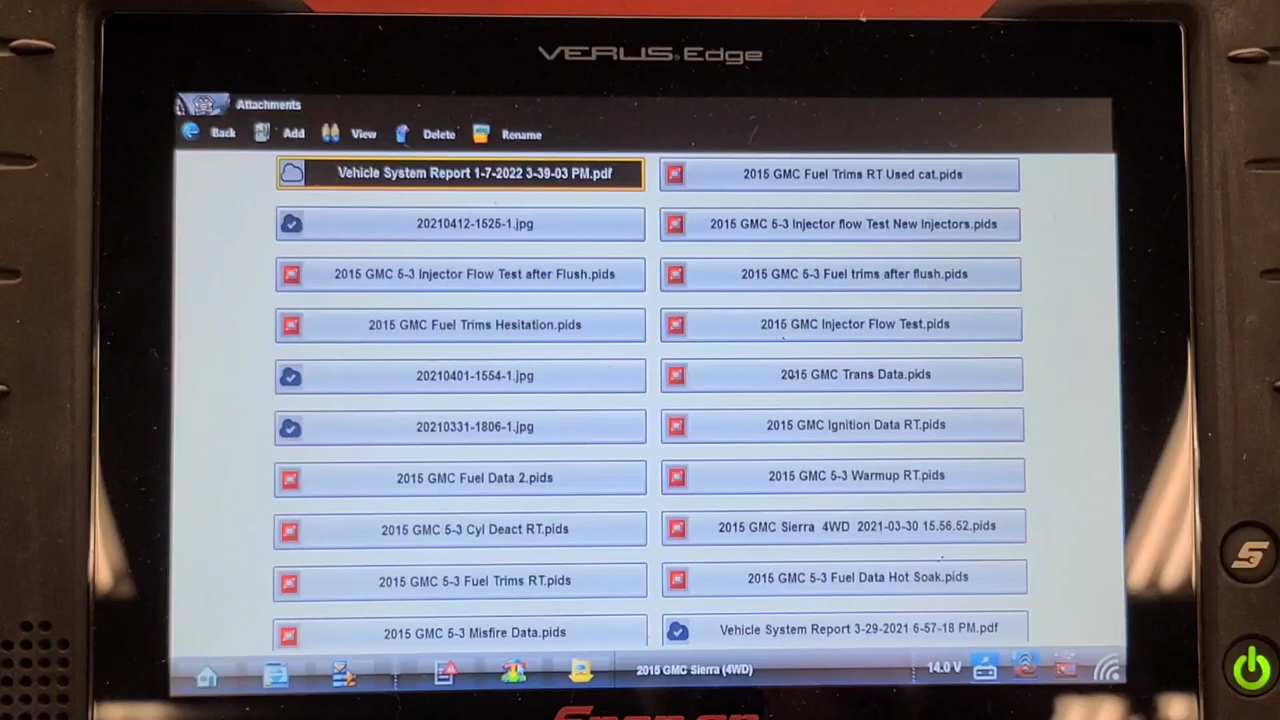 VERUS Edge
Attachments
Back Add View Delete Rename
Vehicle System Report 1-7-2022 3-39-03 PM.pdf
2015 GMC Fuel Trims RT Used cat.pids
20210412-1525-1.jpg
2015 GMC 5-3 Injector flow Test New Injectors.pids
2015 GMC 5-3 Injector Flow Test after Flush.pids
2015 GMC 5-3 Fuel trims after flush.pids
2015 GMC Fuel Trims Hesitation.pids
2015 GMC Injector Flow Test.pids
20210401-1554-1.jpg
2015 GMC Trans Data.pids
20210331-1806-1.jpg
2015 GMC Ignition Data RT.pids
2015 GMC Fuel Data 2.pids
2015 GMC 5-3 Warmup RT.pids
2015 GMC 5-3 Cyl Deact RT.pids
2015 GMC Sierra 4WD 2021-03-30 15.56.52.pids
2015 GMC 5-3 Fuel Trims RT.pids
2015 GMC 5-3 Fuel Data Hot Soak.pids
2015 GMC 5-3 Misfire Data.pids
Vehicle System Report 3-29-2021 6-57-18 PM.pdf
2015 GMC Sierra (4WD)
14.0 V
S
Snap-on